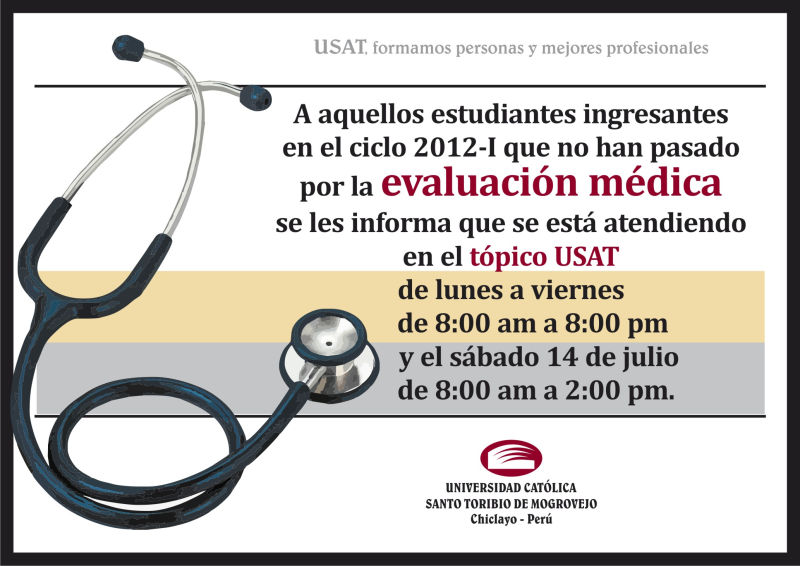 USAT, formamos personas y mejores profesionales
A aquellos estudiantes ingresantes
en el ciclo 2012-I que no han pasado
por la evaluación médica
se les informa que se está atendiendo
en el tópico USAT
de lunes a viernes
de 8:00 am a 8:00 pm
y el sábado 14 de julio
de 8:00 am a 2:00 pm.
UNIVERSIDAD CATÓLICA
SANTO TORIBIO DE MOGROVEJO
Chiclayo - Perú